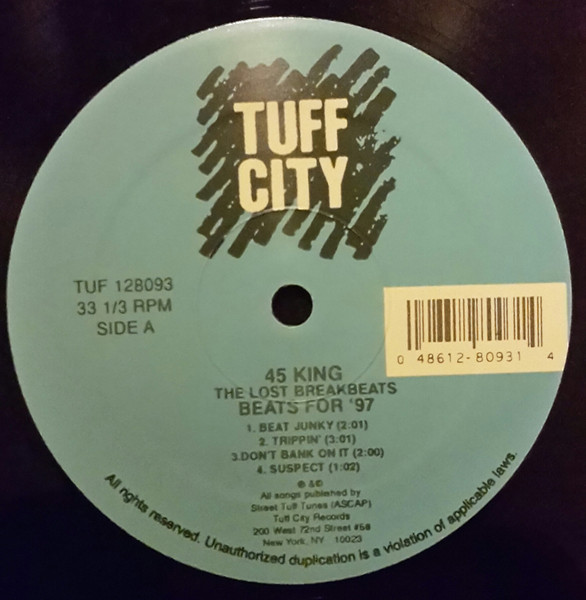 TUFF
CITY
TUF 128093
33 1/3 RPM
SIDE A
0 48612-80931 4
45 KING
THE LOST BREAKBEATS
BEATS FOR '97
1. BEAT JUNKY (2:01)
2. TRIPPIN' (3:01)
3.DON'T BANK ON IT (2:00)
4. SUSPECT (1:02)
℗ &©
All songs published by
Street Tuff Tunes (ASCAP)
Tuff City Records
200 West 72nd Street #58
New York, NY 10023
All rights reserved. Unauthorized duplication is a violation of applicable laws.